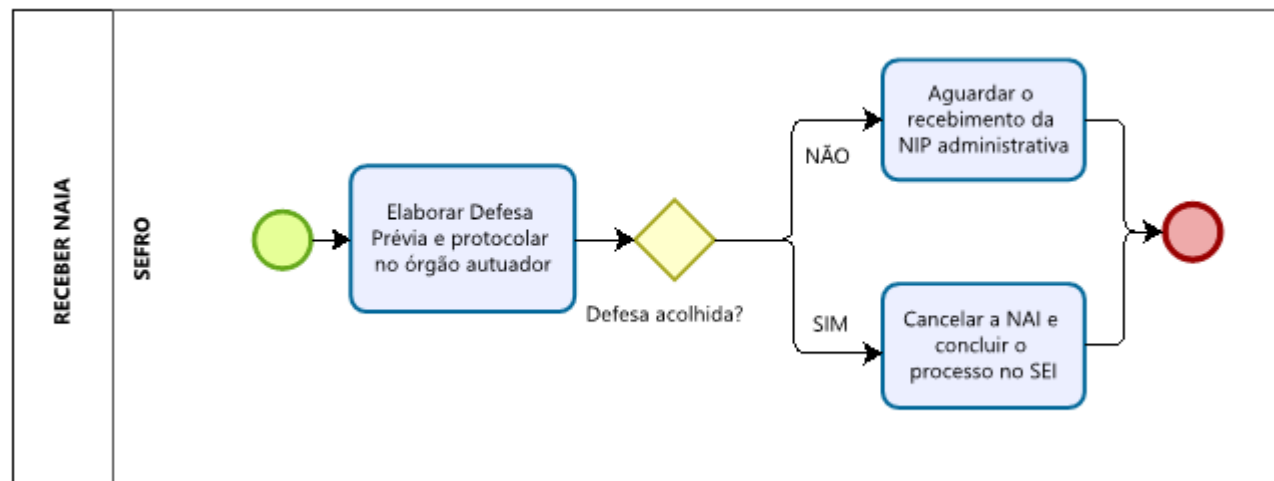 RECEBER NAIA
SEFRO
Elaborar Defesa
Prévia e protocolar
no órgão autuador
Defesa acolhida?
NÃO
Aguardar o
recebimento da
NIP administrativa
SIM
Cancelar a NAI e
concluir o
processo no SEI